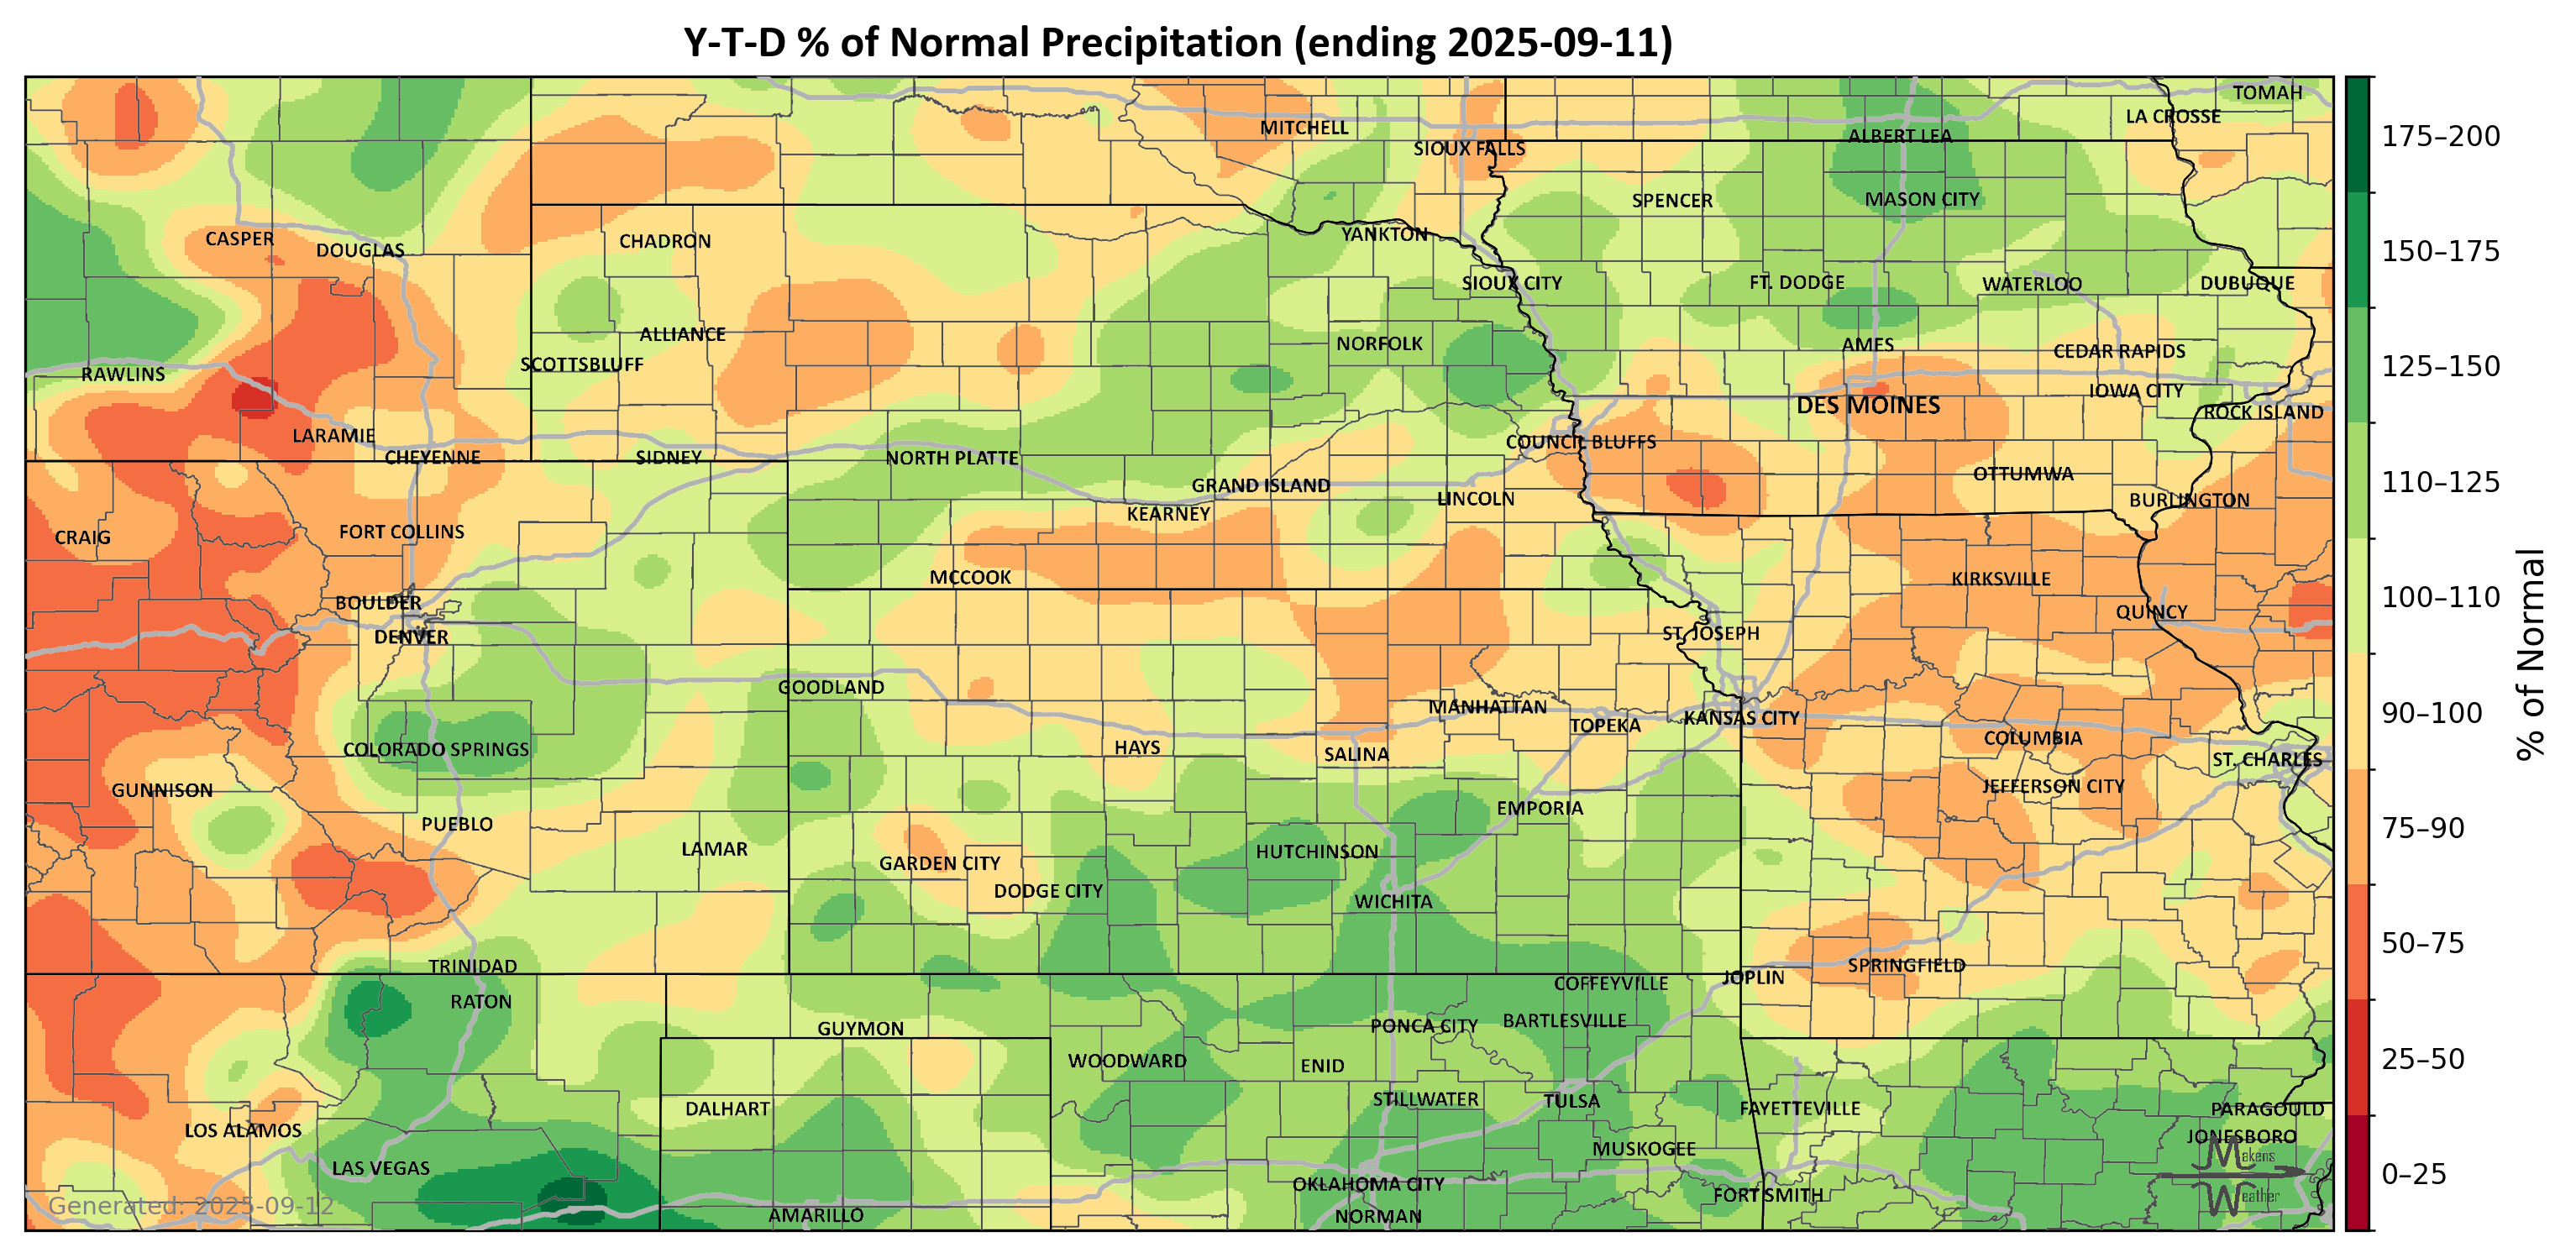 Y-T-D % of Normal Precipitation (ending 2025-09-11)
TOMAH
LA CROSSE
MITCHELL
ALBERT LEA
SIOUX FALLS
SPENCER
MASON CITY
CASPER
DOUGLAS
CHADRON
YANKTON
SIOUX CITY
FT. DODGE
WATERLOO
DUBUQUE
ALLIANCE
SCOTTSBLUFF
NORFOLK
AMES
CEDAR RAPIDS
RAWLINS
IOWA CITY
DES MOINES
ROCK ISLAND
LARAMIE
COUNCIL BLUFFS
CHEYENNE
SIDNEY
NORTH PLATTE
OTTUMWA
GRAND ISLAND
LINCOLN
BURLINGTON
KEARNEY
CRAIG
FORT COLLINS
MCCOOK
KIRKSVILLE
BOULDER
QUINCY
DENVER
ST. JOSEPH
GOODLAND
MANHATTAN
TOPEKA
KANSAS CITY
COLORADO SPRINGS
HAYS
SALINA
COLUMBIA
ST. CHARLES
GUNNISON
JEFFERSON CITY
EMPORIA
PUEBLO
LAMAR
GARDEN CITY
HUTCHINSON
DODGE CITY
WICHITA
TRINIDAD
SPRINGFIELD
JOPLIN
COFFEYVILLE
RATON
GUYMON
PONCA CITY
BARTLESVILLE
WOODWARD
ENID
DALHART
STILLWATER
TULSA
FAYETTEVILLE
PARAGOULD
LOS ALAMOS
JONESBORO
MUSKOGEE
LAS VEGAS
OKLAHOMA CITY
FORT SMITH
AMARILLO
NORMAN
Generated: 2025-09-12
Makens
Weather
175–200
150–175
125–150
110–125
100–110
90–100
75–90
50–75
25–50
0–25
% of Normal